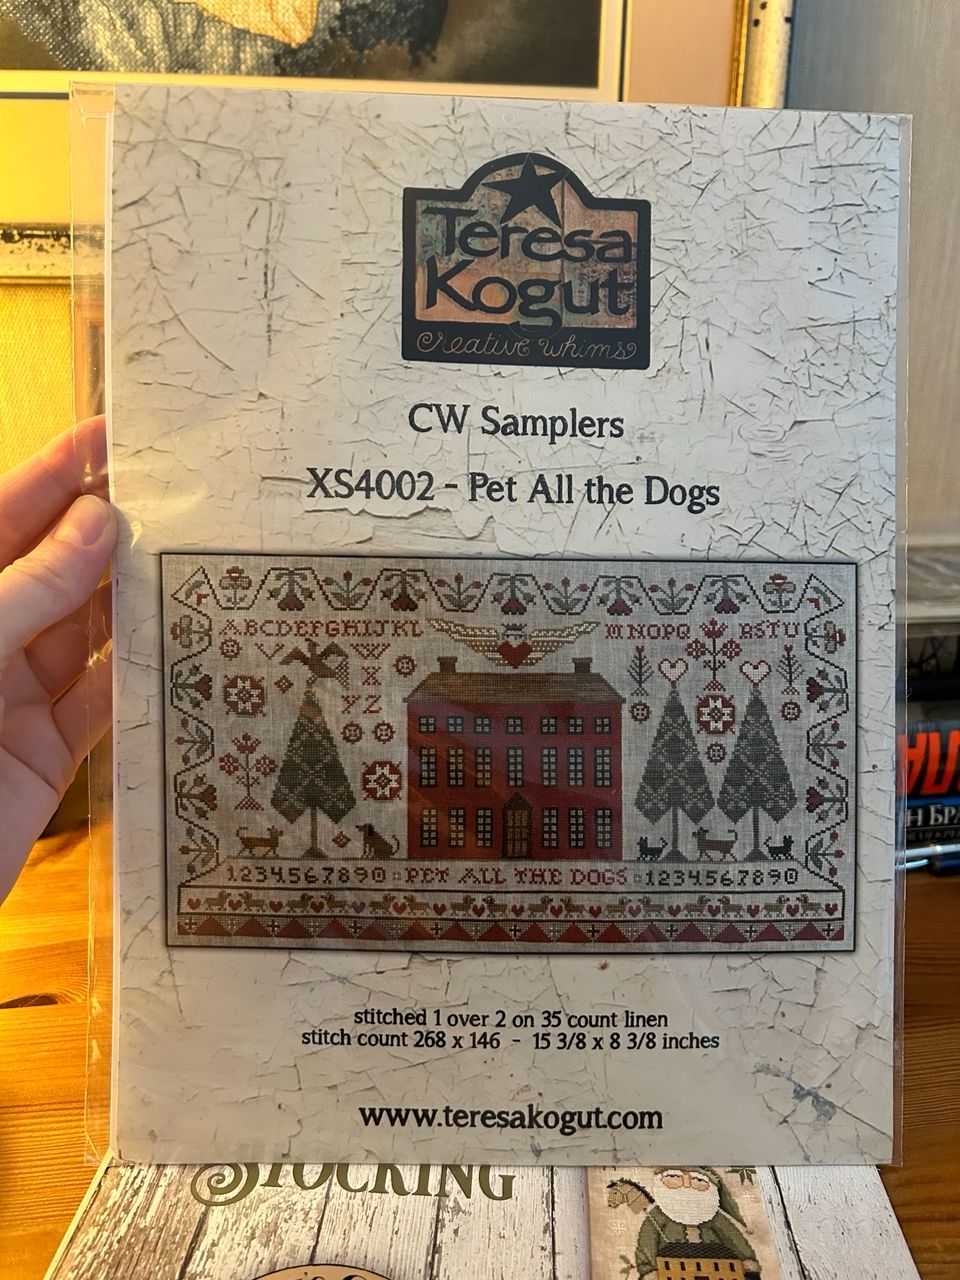 Teresa
Kogut
Creative Whims
CW Samplers
XS4002 - Pet All the Dogs
ABCDEFGHIJKL MNOPQ RSTU
V W
X
YZ
1234567890 PET ALL THE DOGS 1234567890
stitched 1 over 2 on 35 count linen
stitch count 268 x 146 - 15 3/8 x 8 3/8 inches
www.teresakogut.com
STOCKING